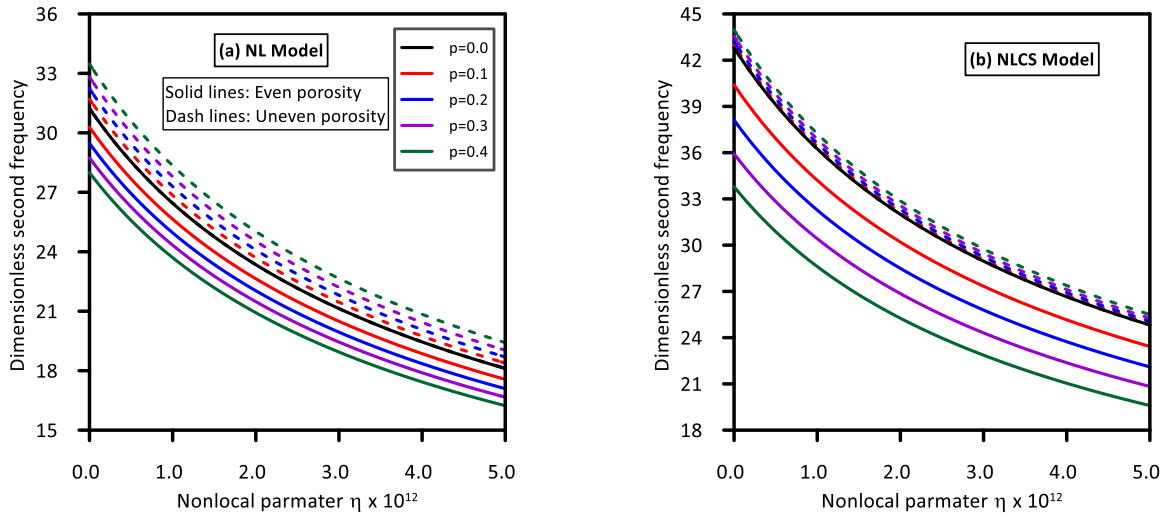 (a) NL Model
Solid lines: Even porosity
Dash lines: Uneven porosity
p=0.0
p=0.1
p=0.2
p=0.3
p=0.4
Dimensionless second frequency
36
33
30
27
24
21
18
15
0.0 1.0 2.0 3.0 4.0 5.0
Nonlocal parmater η x 10¹²
(b) NLCS Model
Dimensionless second frequency
45
42
39
36
33
30
27
24
21
18
0.0 1.0 2.0 3.0 4.0 5.0
Nonlocal parmater η x 10¹²